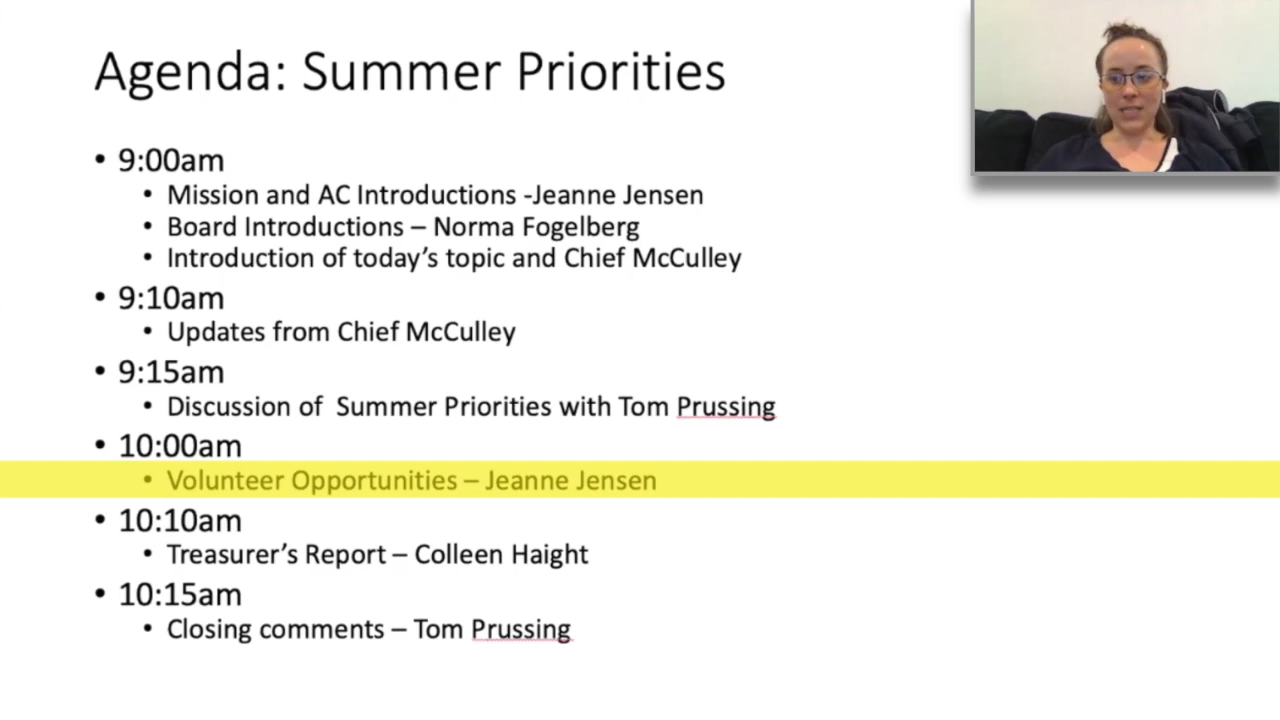 Agenda: Summer Priorities
• 9:00am
• Mission and AC Introductions -Jeanne Jensen
• Board Introductions – Norma Fogelberg
• Introduction of today’s topic and Chief McCulley
• 9:10am
• Updates from Chief McCulley
• 9:15am
• Discussion of  Summer Priorities with Tom Prussing
• 10:00am
• Volunteer Opportunities – Jeanne Jensen
• 10:10am
• Treasurer’s Report – Colleen Haight
• 10:15am
• Closing comments – Tom Prussing